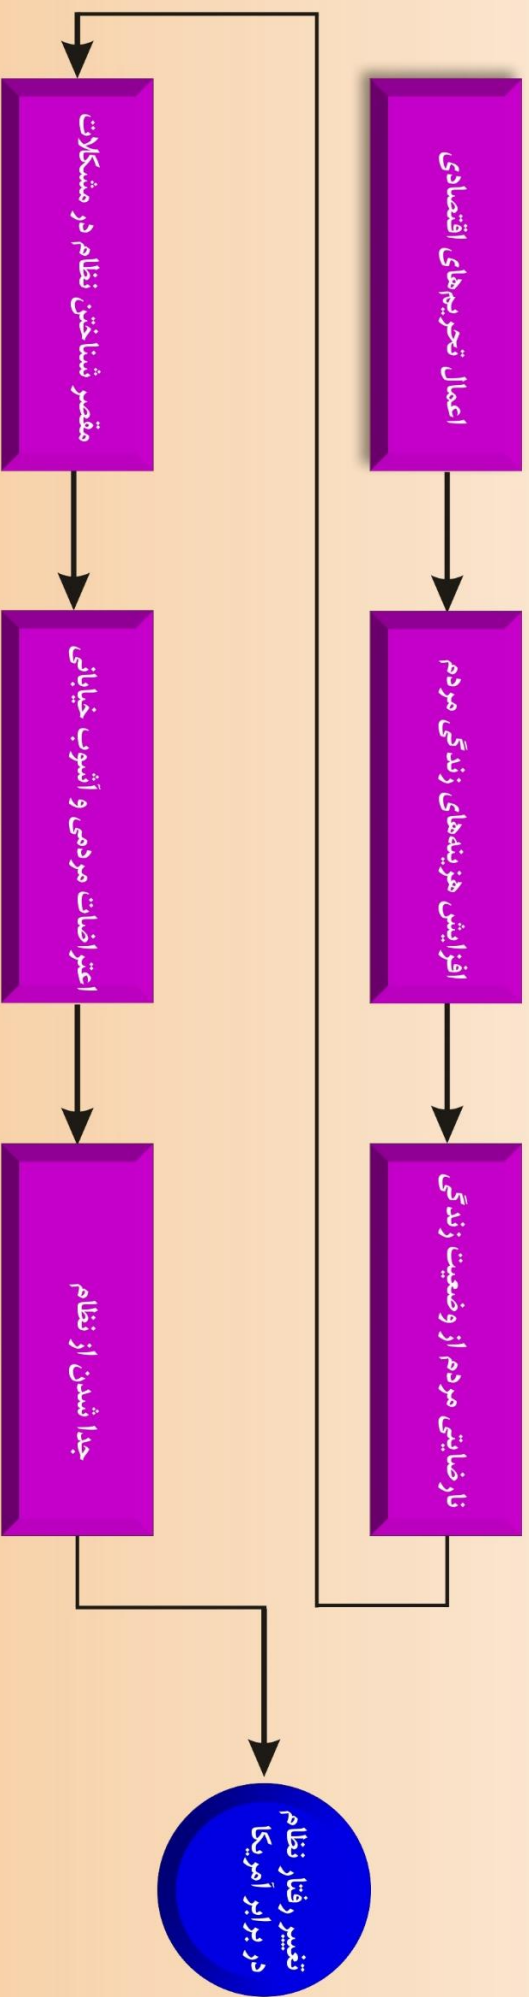 اعمال تحریم‌های اقتصادی
افزایش هزینه‌های زندگی مردم
نارضایتی مردم از وضعیت زندگی
مقصر شناختن نظام در مشکلات
اعتراضات مردمی و آشوب خیابانی
جدا شدن از نظام
تغییر رفتار نظام
در برابر آمریکا